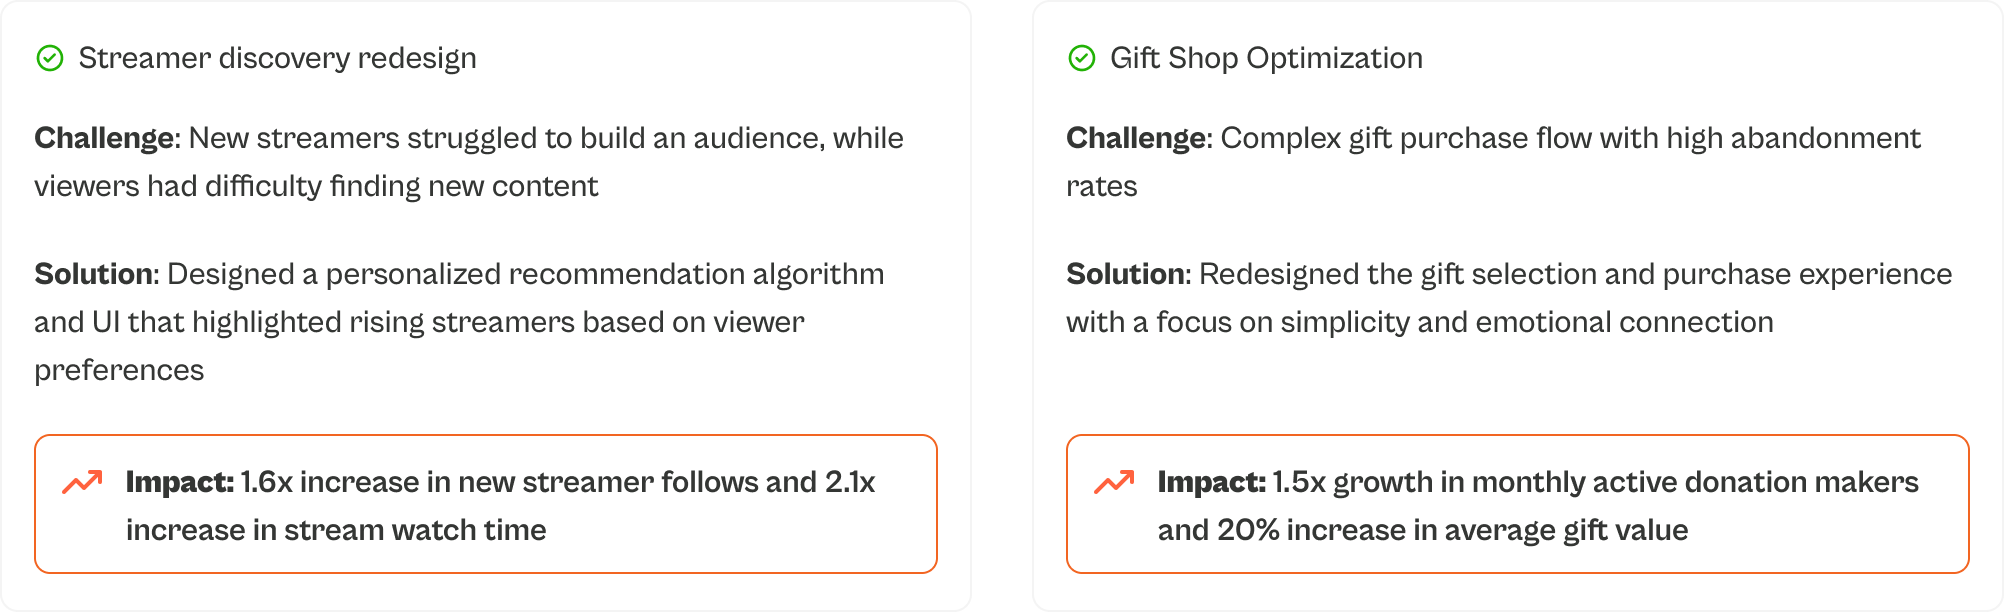 Streamer discovery redesign
Challenge: New streamers struggled to build an audience, while
viewers had difficulty finding new content
Solution: Designed a personalized recommendation algorithm
and UI that highlighted rising streamers based on viewer
preferences
Impact: 1.6x increase in new streamer follows and 2.1x
increase in stream watch time
Gift Shop Optimization
Challenge: Complex gift purchase flow with high abandonment
rates
Solution: Redesigned the gift selection and purchase experience
with a focus on simplicity and emotional connection
Impact: 1.5x growth in monthly active donation makers
and 20% increase in average gift value